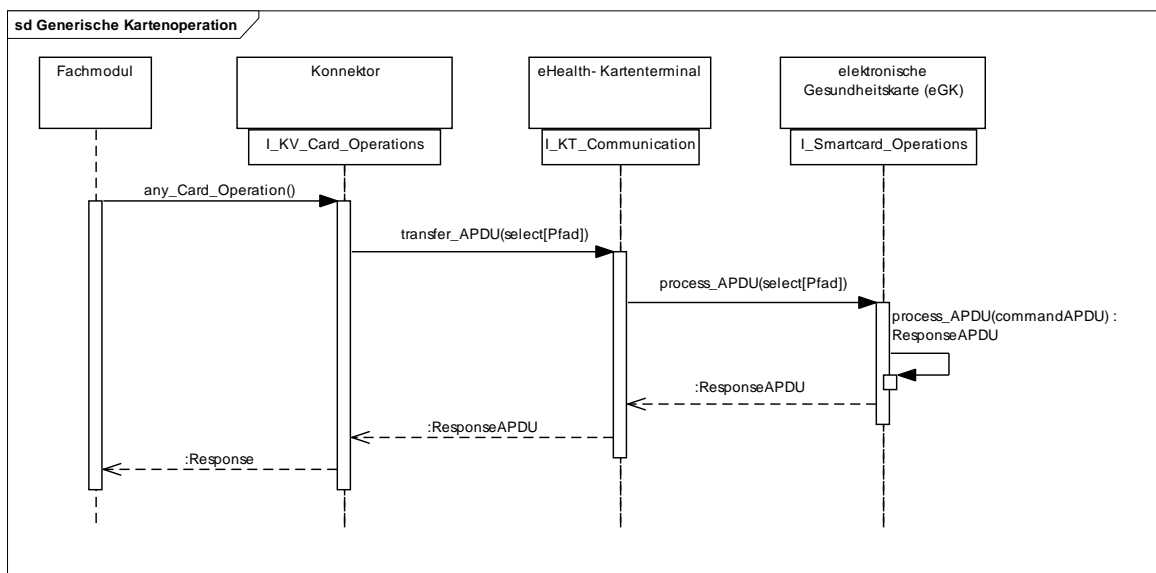 sd Generische Kartenoperation
Fachmodul
Konnektor
eHealth- Kartenterminal
elektronische
Gesundheitskarte (eGK)
I_KV_Card_Operations
I_KT_Communication
I_Smartcard_Operations
any_Card_Operation()
transfer_APDU(select[Pfad])
process_APDU(select[Pfad])
process_APDU(commandAPDU) :
ResponseAPDU
:ResponseAPDU
:ResponseAPDU
:Response